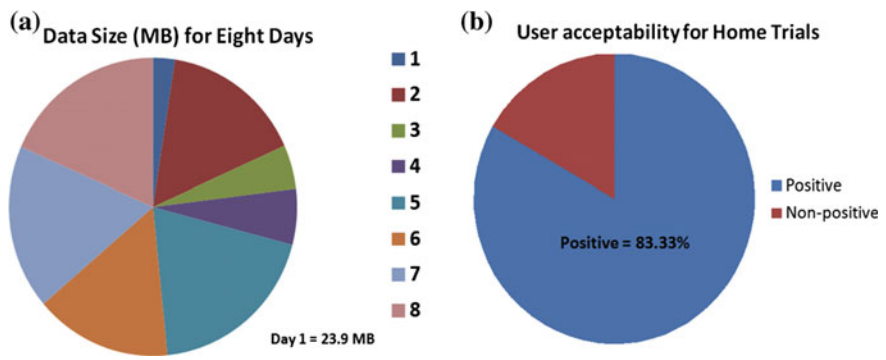 (a)
Data Size (MB) for Eight Days
1
2
3
4
5
6
7
8
Day 1 = 23.9 MB
(b)
User acceptability for Home Trials
Positive
Non-positive
Positive = 83.33%